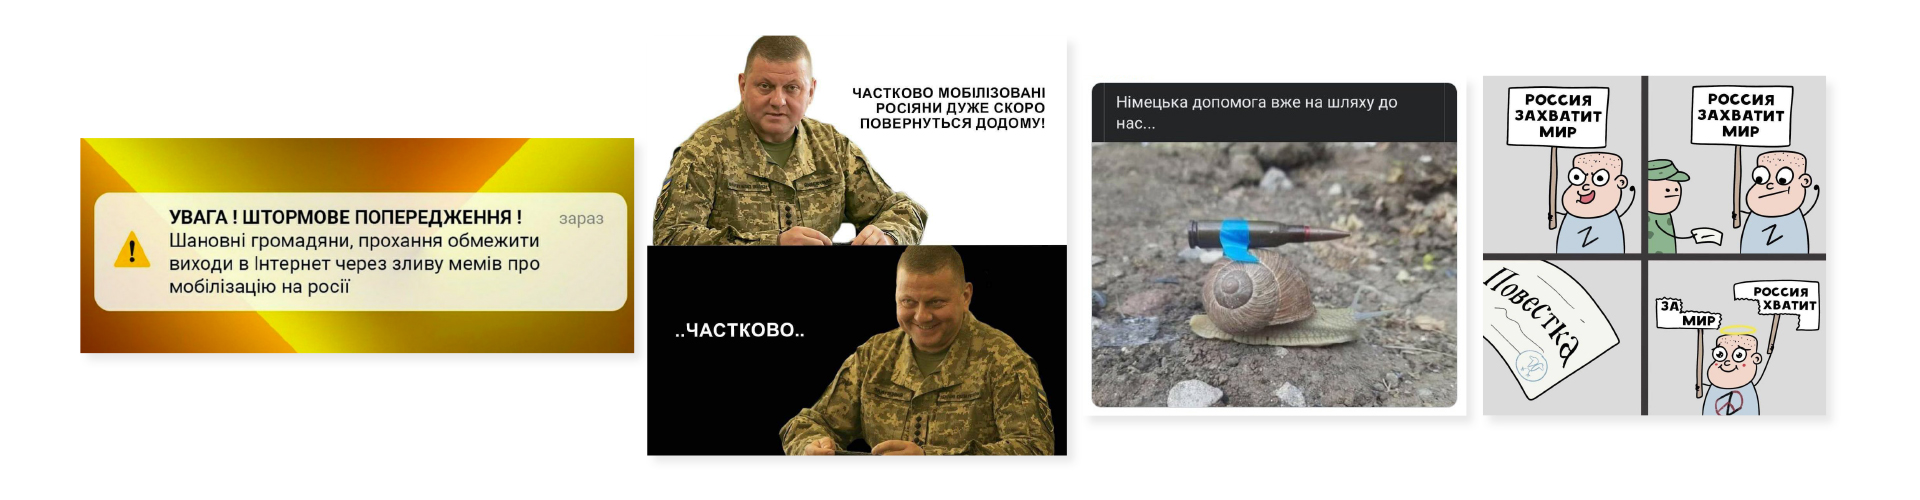 УВАГА ! ШТОРМОВЕ ПОПЕРЕДЖЕННЯ !
зараз
Шановні громадяни, прохання обмежити
виходи в Інтернет через зливу мемів про
мобілізацію на росії
ЧАСТКОВО МОБІЛІЗОВАНІ
РОСІЯНИ ДУЖЕ СКОРО
ПОВЕРНУТЬСЯ ДОДОМУ!
..ЧАСТКОВО..
Німецька допомога вже на шляху до
нас...
РОССИЯ
ЗАХВАТИТ
МИР
Z
РОССИЯ
ЗАХВАТИТ
МИР
Z
Повестка
ЗА
МИР
РОССИЯ
ХВАТИТ